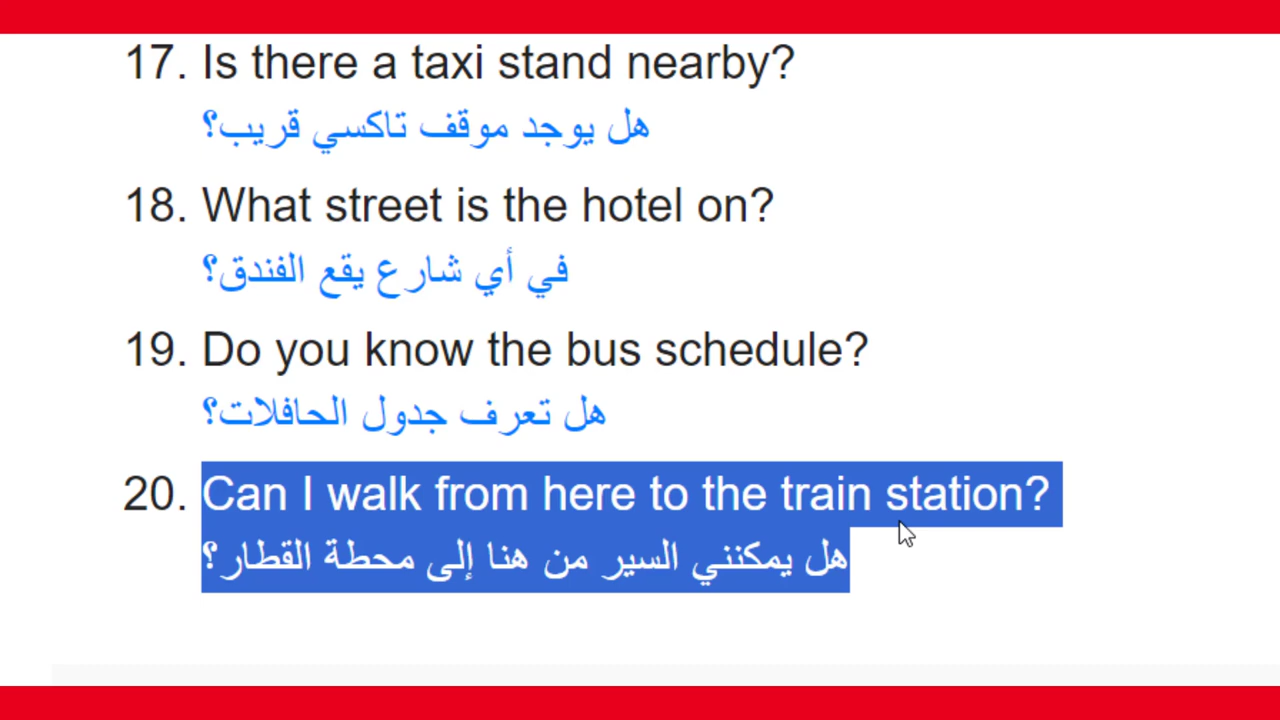 17. Is there a taxi stand nearby?
هل يوجد موقف تاكسي قريب؟
18. What street is the hotel on?
في أي شارع يقع الفندق؟
19. Do you know the bus schedule?
هل تعرف جدول الحافلات؟
20. Can I walk from here to the train station?
هل يمكنني السير من هنا إلى محطة القطار؟